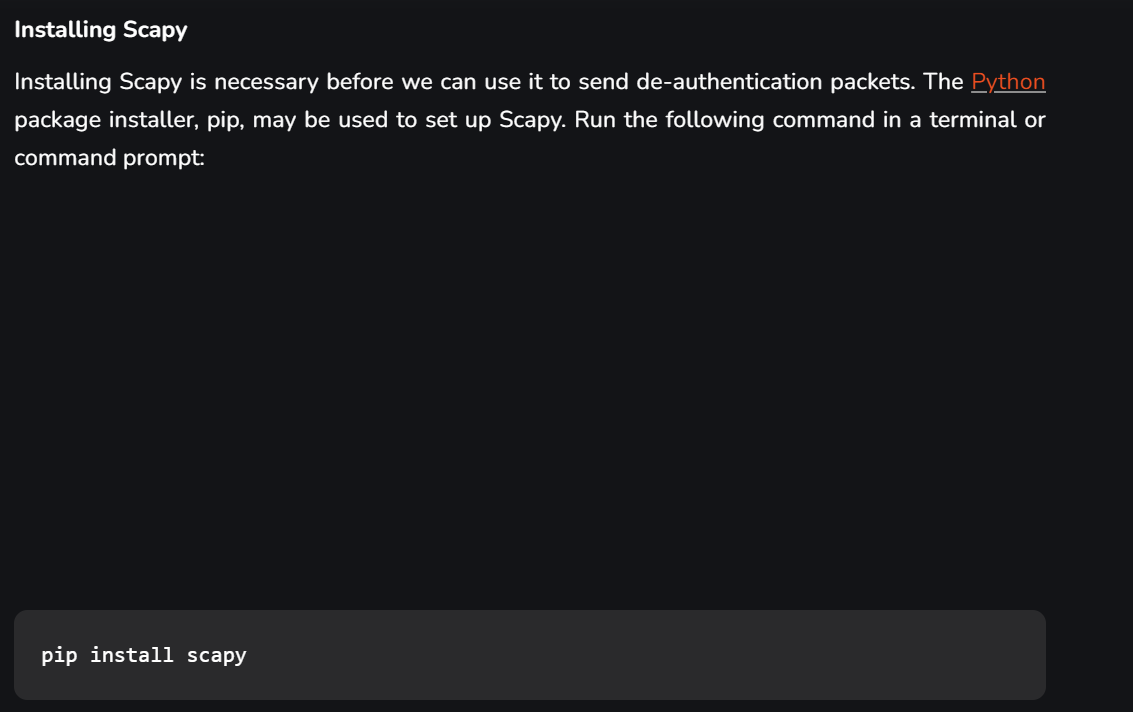 Installing Scapy
Installing Scapy is necessary before we can use it to send de-authentication packets. The Python
package installer, pip, may be used to set up Scapy. Run the following command in a terminal or
command prompt:
pip install scapy